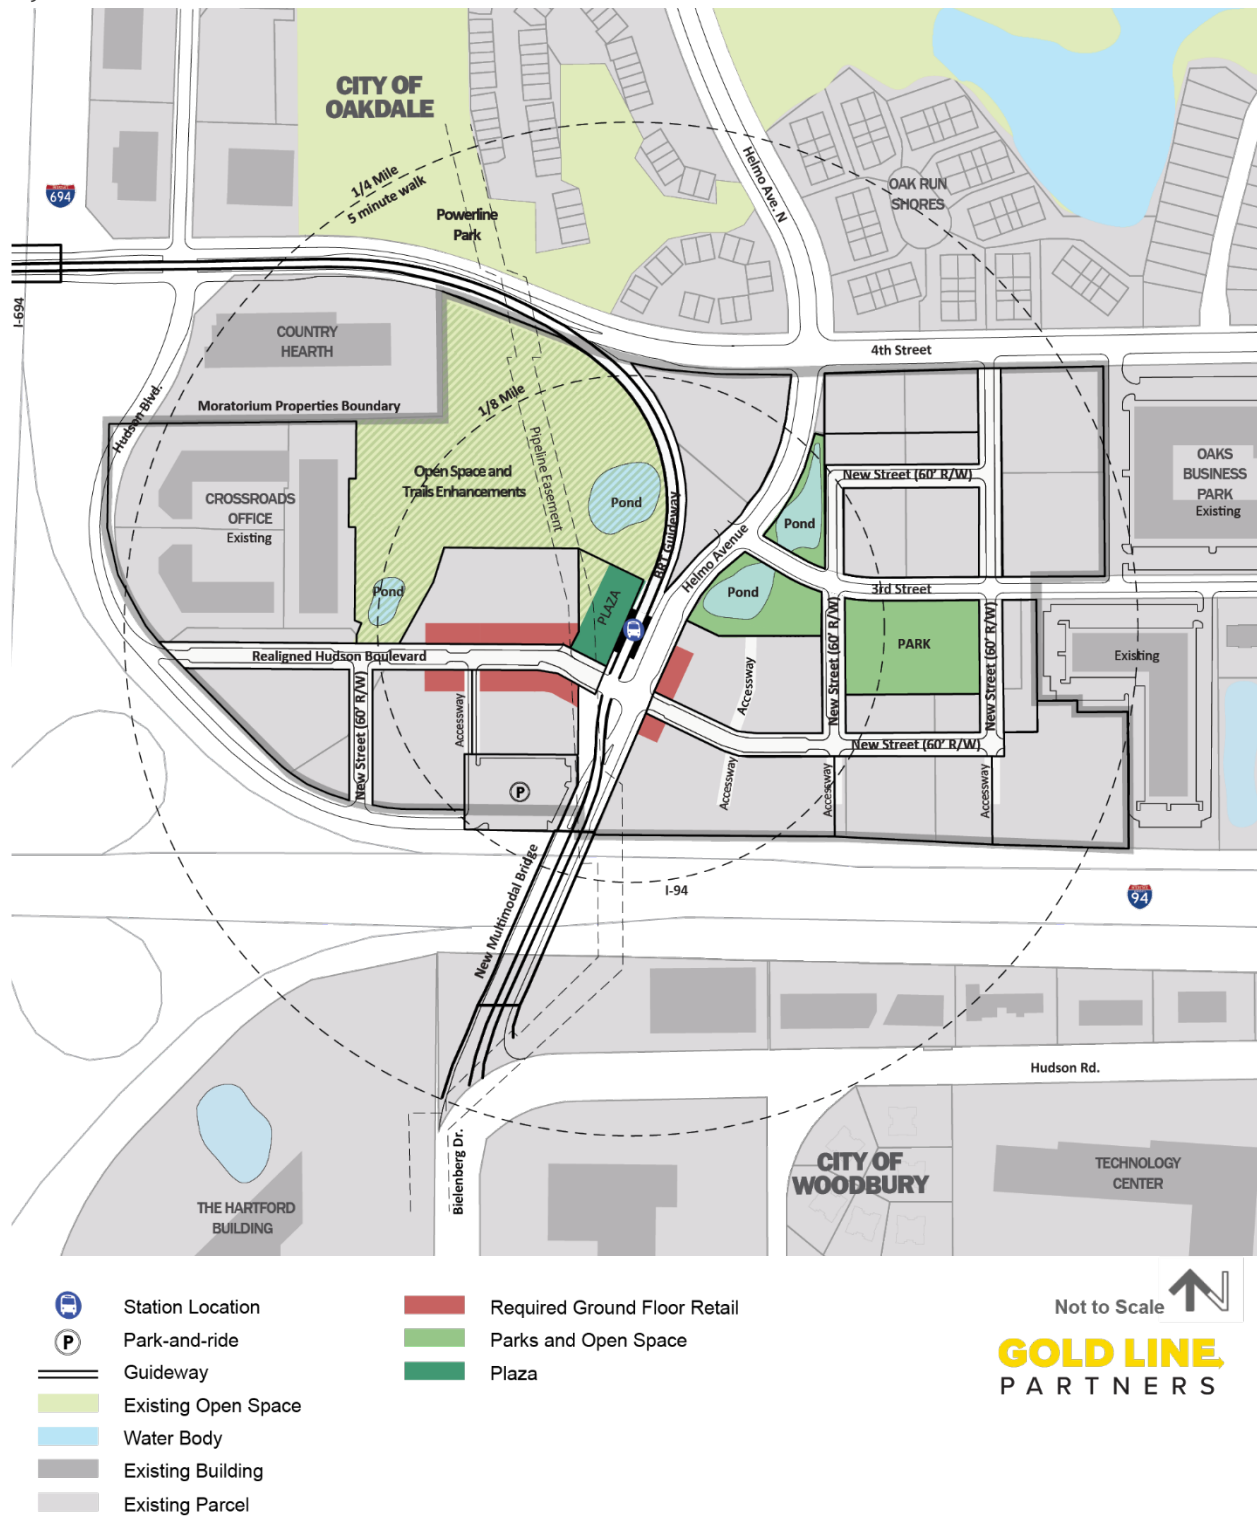 CITY OF
OAKDALE
1/4 Mile
5 minute walk
Powerline
Park
Helmo Ave. N
OAK RUN
SHORES
694
I-694
COUNTRY
HEARTH
4th Street
Hudson Blvd.
Moratorium Properties Boundary
1/8 Mile
Pipeline Easement
Open Space and
Trails Enhancements
Pond
BRT Guideway
Helmo Avenue
New Street (60' R/W)
Pond
OAKS
BUSINESS
PARK
Existing
CROSSROADS
OFFICE
Existing
Pond
PLAZA
Pond
3rd Street
PARK
Existing
Realigned Hudson Boulevard
New Street (60' R/W)
Accessway
Accessway
New Street (60' R/W)
New Street (60' R/W)
New Street (60' R/W)
Accessway
Accessway
Accessway
P
New Multimodal Bridge
I-94
94
Hudson Rd.
Bielenberg Dr.
CITY OF
WOODBURY
TECHNOLOGY
CENTER
THE HARTFORD
BUILDING
Station Location
P
Park-and-ride
Guideway
Existing Open Space
Water Body
Existing Building
Existing Parcel
Required Ground Floor Retail
Parks and Open Space
Plaza
Not to Scale
N
GOLD LINE
PARTNERS